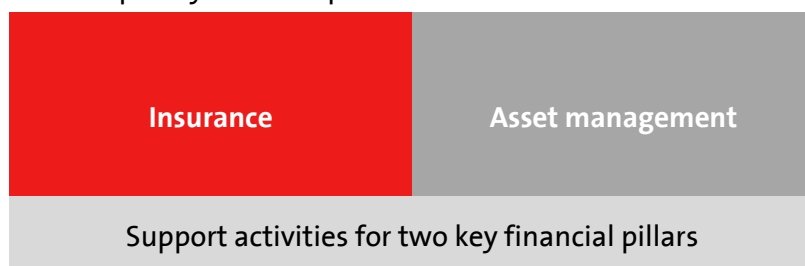 Insurance
Asset management
Support activities for two key financial pillars